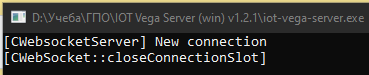 D:\Учеба\ГПО\IOT Vega Server (win) v1.2.1\iot-vega-server.exe
[CWebsocketServer] New connection
[CWebSocket::closeConnectionSlot]